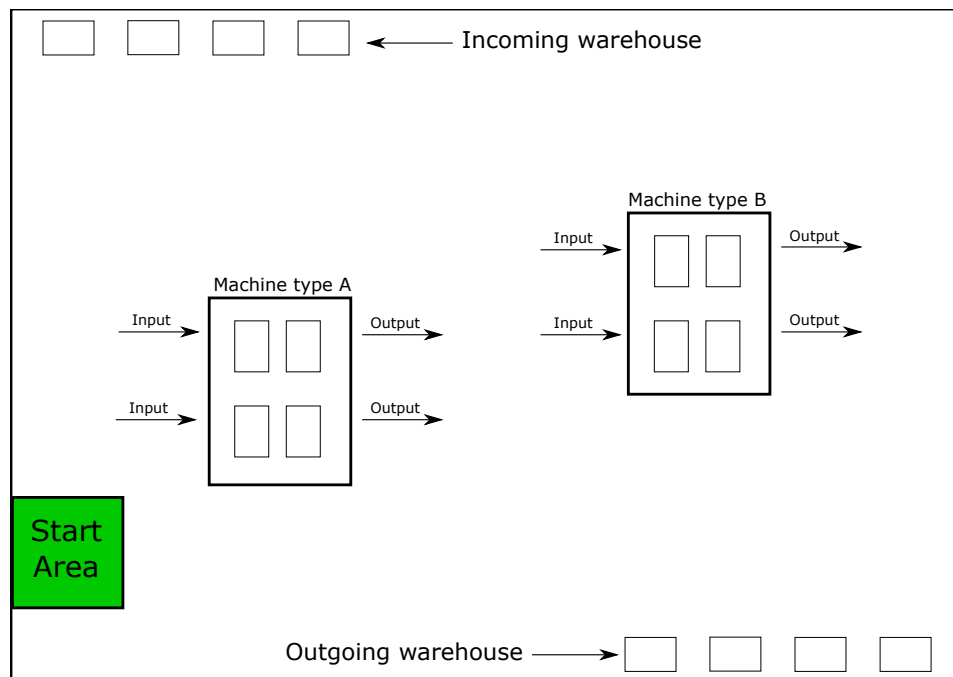 Incoming warehouse
Machine type B
Input
Output
Machine type A
Input
Output
Input
Output
Input
Output
Start
Area
Outgoing warehouse